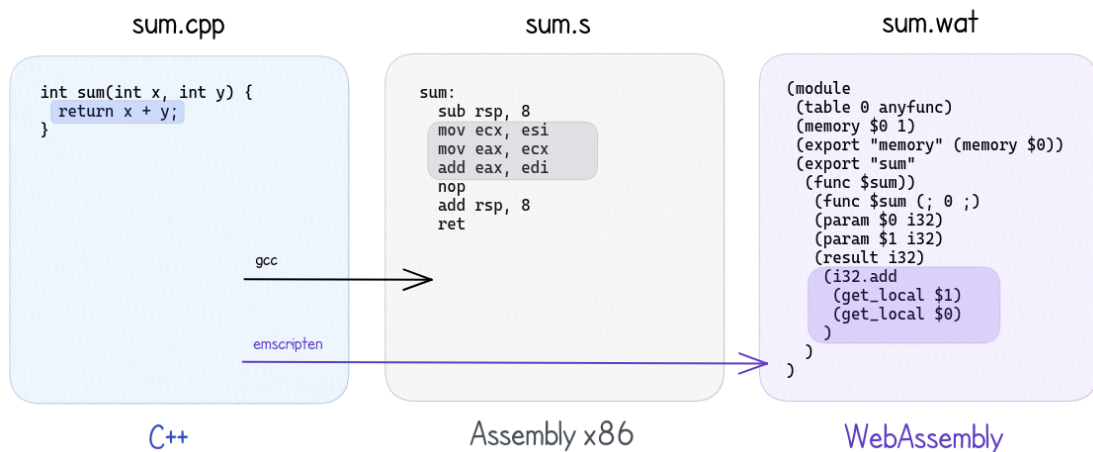 sum.cpp
int sum(int x, int y) {
return x + y;
}
C++
gcc
emscripten
sum.s
sum:
sub rsp, 8
mov ecx, esi
mov eax, ecx
add eax, edi
nop
add rsp, 8
ret
Assembly x86
sum.wat
(module
(table 0 anyfunc)
(memory $0 1)
(export "memory" (memory $0))
(export "sum"
(func $sum))
(func $sum (; 0 ;)
(param $0 i32)
(param $1 i32)
(result i32)
(i32.add
(get_local $1)
(get_local $0)
)
)
)
WebAssembly